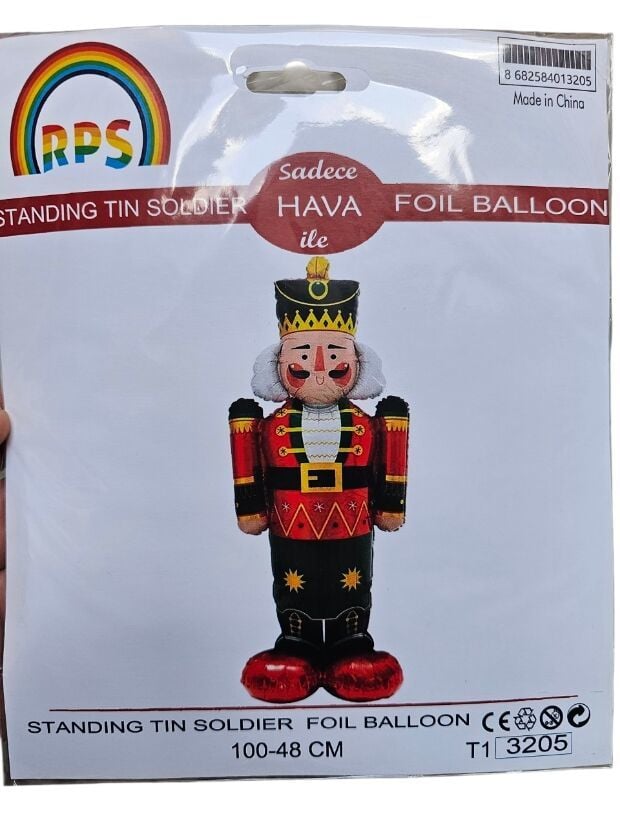 RPS
8 682584013205
Made in China
Sadece
STANDING TIN SOLDIER HAVA FOIL BALLOON
ile
STANDING TIN SOLDIER FOIL BALLOON CE
100-48 CM
T1 3205